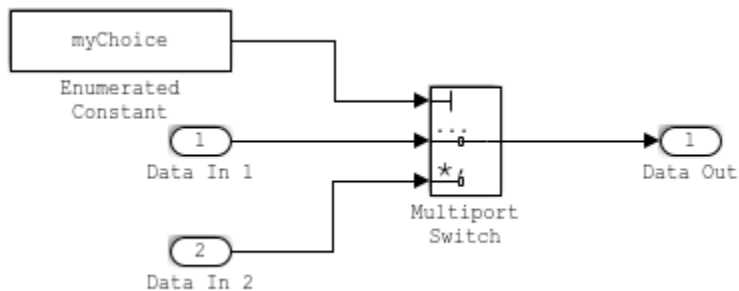 myChoice
Enumerated
Constant
1
Data In 1
...
*,
Multiport
Switch
1
Data Out
2
Data In 2